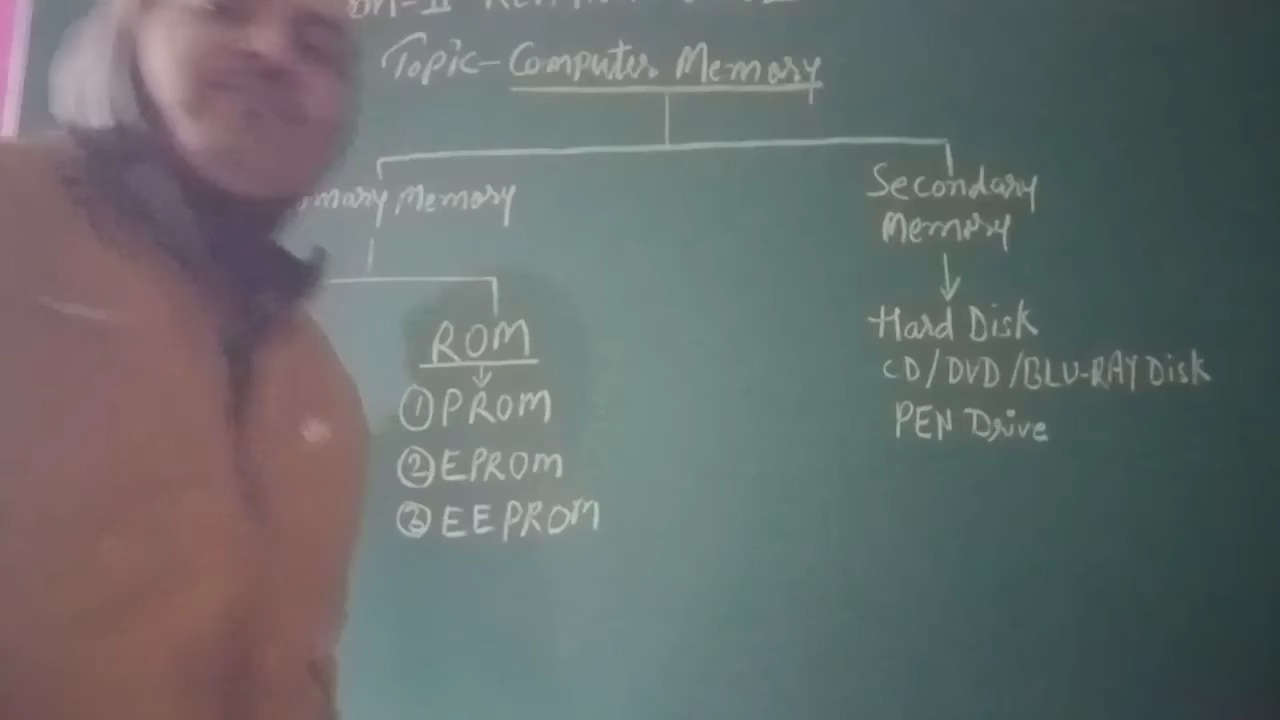 Topic - Computer Memory
Memory
ROM
① PROM
② EPROM
③ EEPROM
Secondary
Memory
Hard Disk
CD/DVD/BLU-RAY Disk
PEN Drive